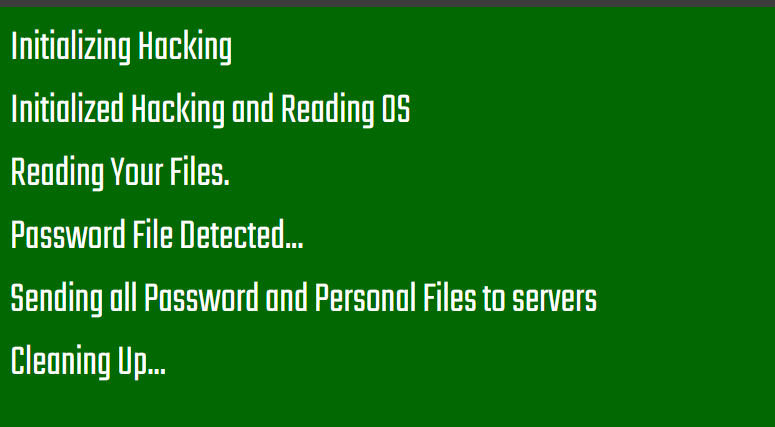 Initializing Hacking
Initialized Hacking and Reading OS
Reading Your Files.
Password File Detected...
Sending all Password and Personal Files to servers
Cleaning Up...